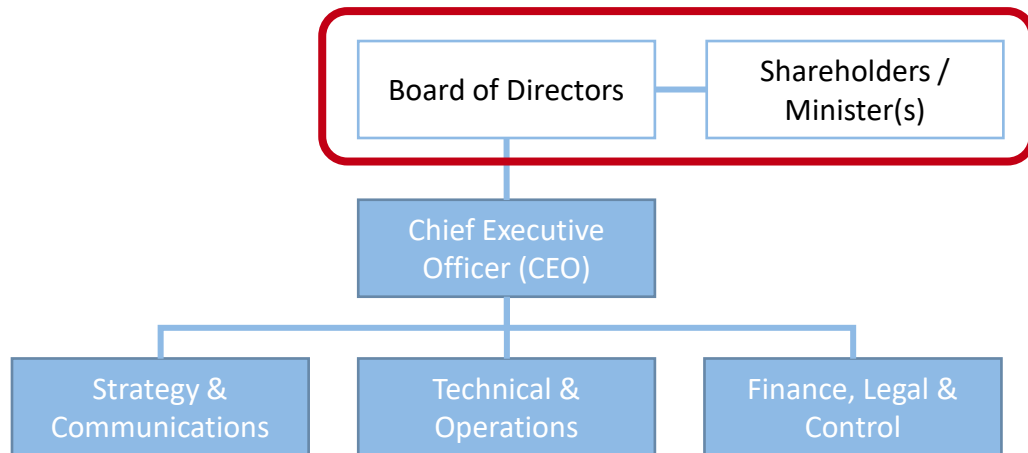 Board of Directors
Shareholders /
Minister(s)
Chief Executive
Officer (CEO)
Strategy &
Communications
Technical &
Operations
Finance, Legal &
Control